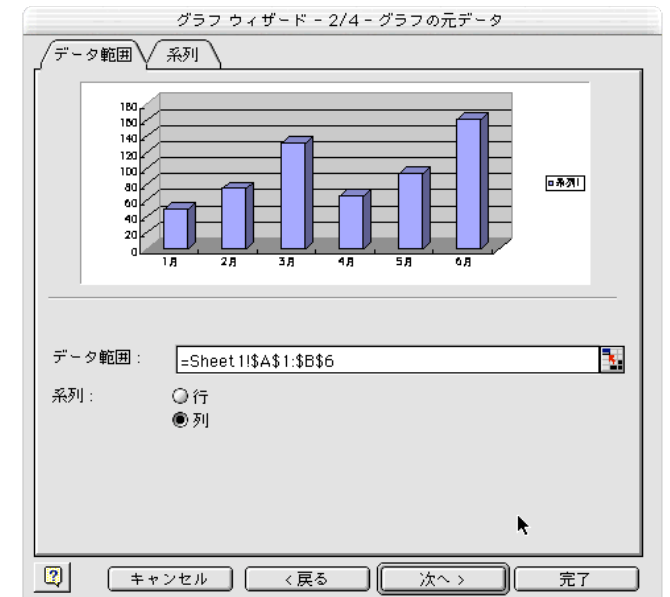 グラフ ウィザード - 2/4 - グラフの元データ
データ範囲
系列
180
160
140
120
100
80
60
40
20
0
1月
2月
3月
4月
5月
6月
系列1
データ範囲:
=Sheet1!$A$1:$B$6
系列:
行
列
?
キャンセル
<戻る
次へ >
完了